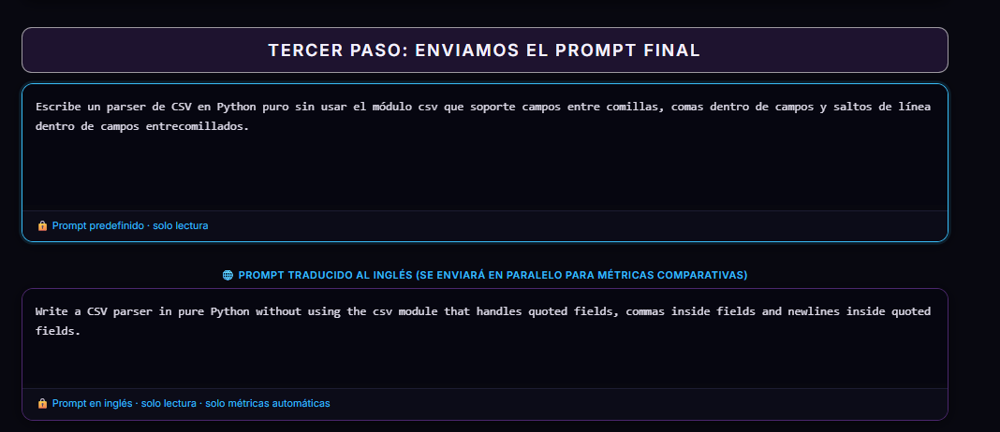 TERCER PASO: ENVIAMOS EL PROMPT FINAL
Escribe un parser de CSV en Python puro sin usar el módulo csv que soporte campos entre comillas, comas dentro de campos y saltos de línea
dentro de campos entrecomillados.
Prompt predefinido · solo lectura
PROMPT TRADUCIDO AL INGLÉS (SE ENVIARÁ EN PARALELO PARA MÉTRICAS COMPARATIVAS)
Write a CSV parser in pure Python without using the csv module that handles quoted fields, commas inside fields and newlines inside quoted
fields.
Prompt en inglés · solo lectura · solo métricas automáticas